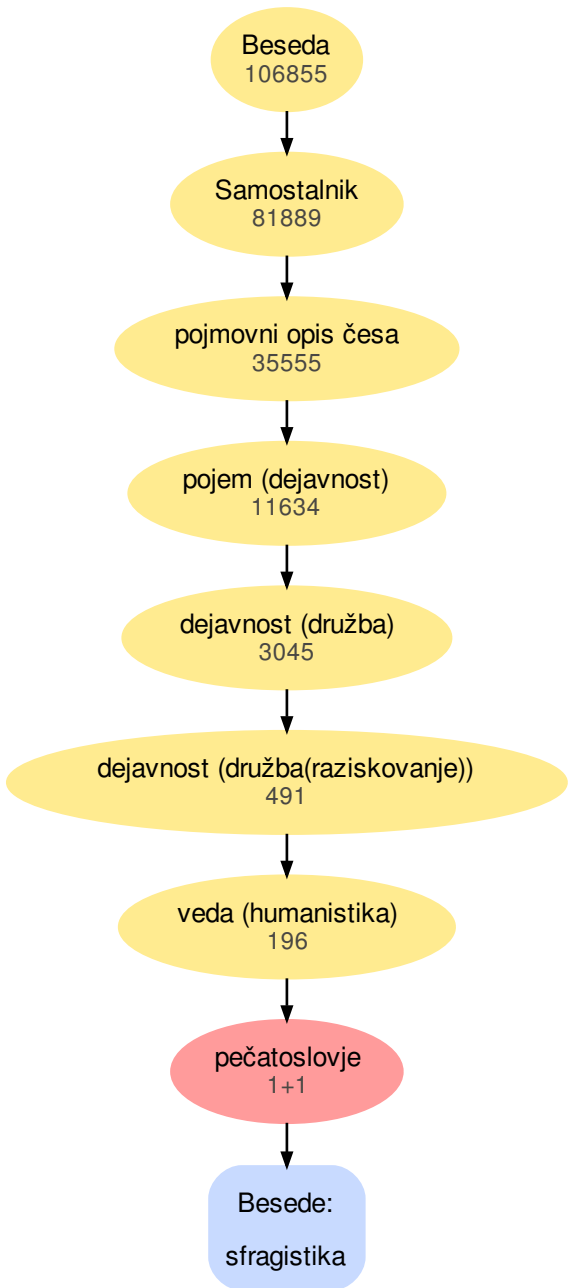 Beseda
106855
Samostalnik
81889
pojmovni opis česa
35555
pojem (dejavnost)
11634
dejavnost (družba)
3045
dejavnost (družba(raziskovanje))
491
veda (humanistika)
196
pečatoslovje
1+1
Besede:
sfragistika